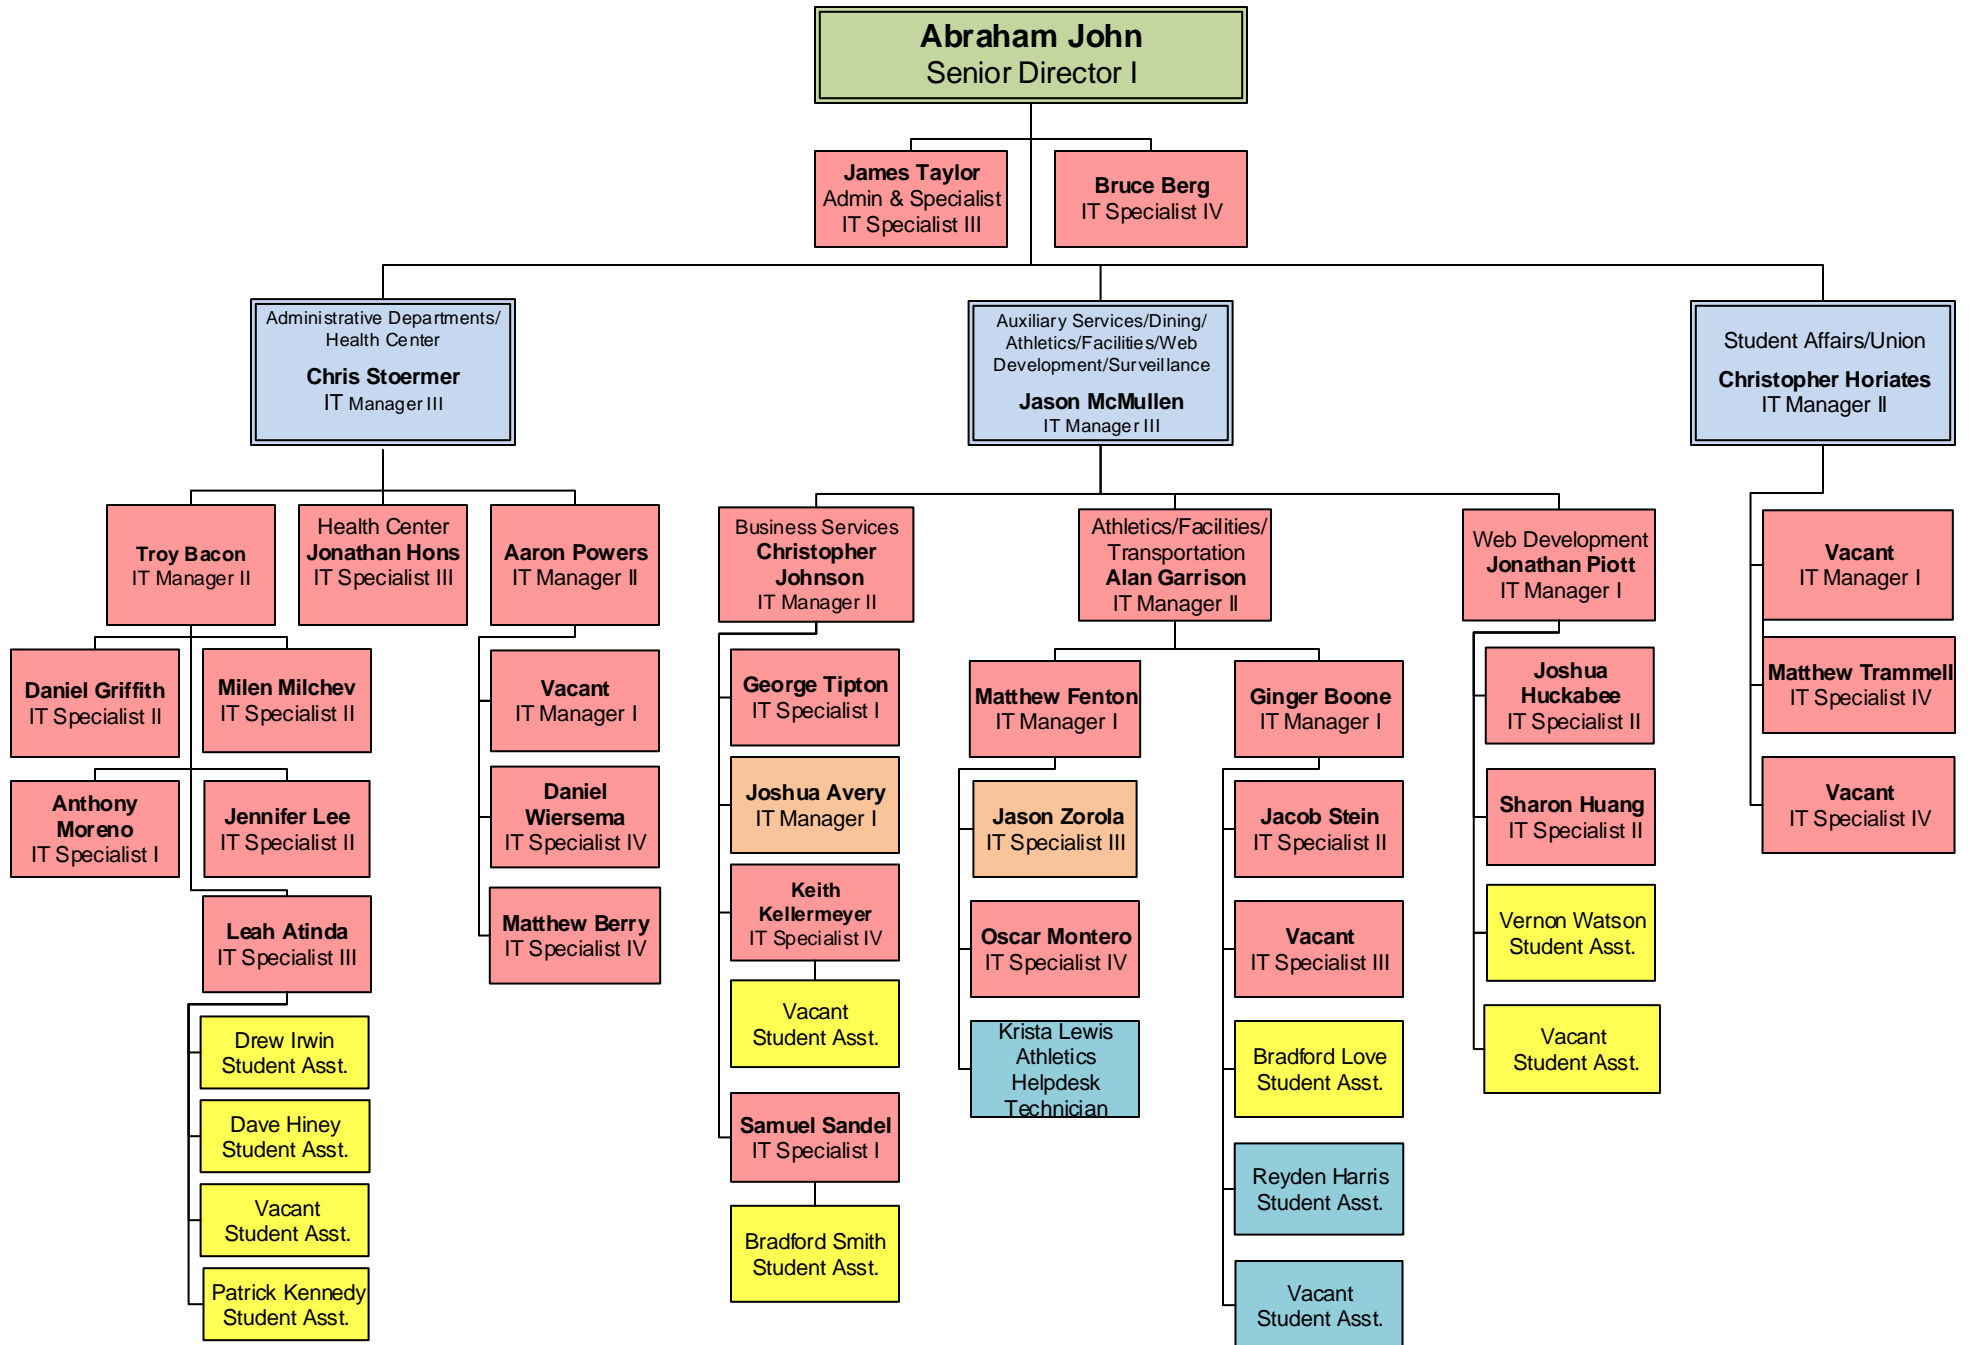 Abraham John
Senior Director I
James Taylor
Admin & Specialist
IT Specialist III
Bruce Berg
IT Specialist IV
Administrative Departments/
Health Center
Chris Stoermer
IT Manager III
Auxiliary Services/Dining/
Athletics/Facilities/Web
Development/Surveillance
Jason McMullen
IT Manager III
Student Affairs/Union
Christopher Horiates
IT Manager II
Troy Bacon
IT Manager II
Health Center
Jonathan Hons
IT Specialist III
Aaron Powers
IT Manager II
Business Services
Christopher
Johnson
IT Manager II
Athletics/Facilities/
Transportation
Alan Garrison
IT Manager II
Web Development
Jonathan Piott
IT Manager I
Vacant
IT Manager I
Daniel Griffith
IT Specialist II
Milen Milchev
IT Specialist II
Vacant
IT Manager I
George Tipton
IT Specialist I
Matthew Fenton
IT Manager I
Ginger Boone
IT Manager I
Joshua
Huckabee
IT Specialist II
Matthew Trammell
IT Specialist IV
Anthony
Moreno
IT Specialist I
Jennifer Lee
IT Specialist II
Daniel
Wiersema
IT Specialist IV
Joshua Avery
IT Manager I
Jason Zorola
IT Specialist III
Jacob Stein
IT Specialist II
Sharon Huang
IT Specialist II
Vacant
IT Specialist IV
Leah Atinda
IT Specialist III
Matthew Berry
IT Specialist IV
Keith
Kellermeyer
IT Specialist IV
Oscar Montero
IT Specialist IV
Vacant
IT Specialist III
Vernon Watson
Student Asst.
Drew Irwin
Student Asst.
Vacant
Student Asst.
Krista Lewis
Athletics
Helpdesk
Technician
Bradford Love
Student Asst.
Vacant
Student Asst.
Dave Hiney
Student Asst.
Samuel Sandel
IT Specialist I
Reyden Harris
Student Asst.
Vacant
Student Asst.
Bradford Smith
Student Asst.
Patrick Kennedy
Student Asst.
Vacant
Student Asst.